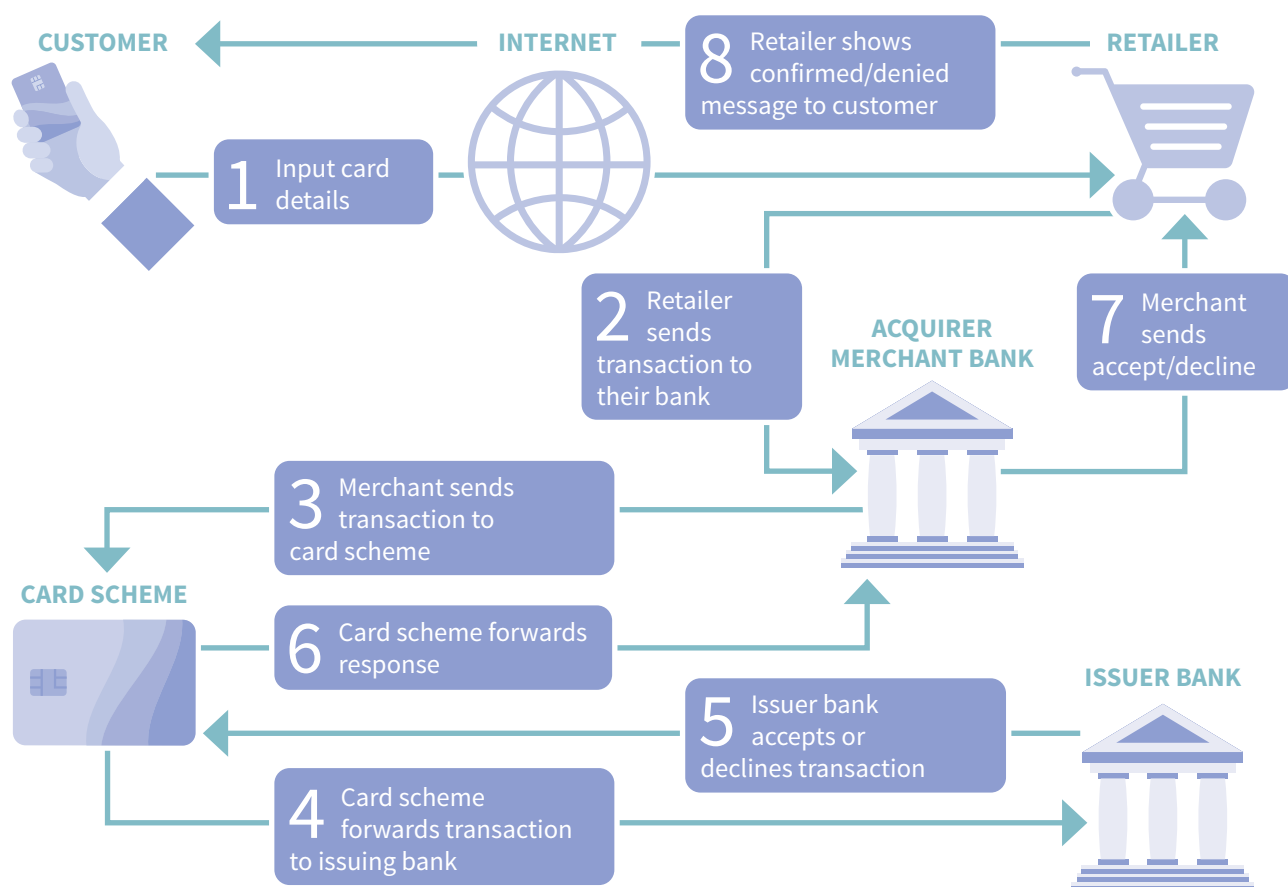 CUSTOMER
INTERNET
8 Retailer shows
confirmed/denied
message to customer
RETAILER
1 Input card
details
2 Retailer
sends
transaction to
their bank
ACQUIRER
MERCHANT BANK
7 Merchant
sends
accept/decline
3 Merchant sends
transaction to
card scheme
CARD SCHEME
6 Card scheme forwards
response
5 Issuer bank
accepts or
declines transaction
ISSUER BANK
4 Card scheme
forwards transaction
to issuing bank